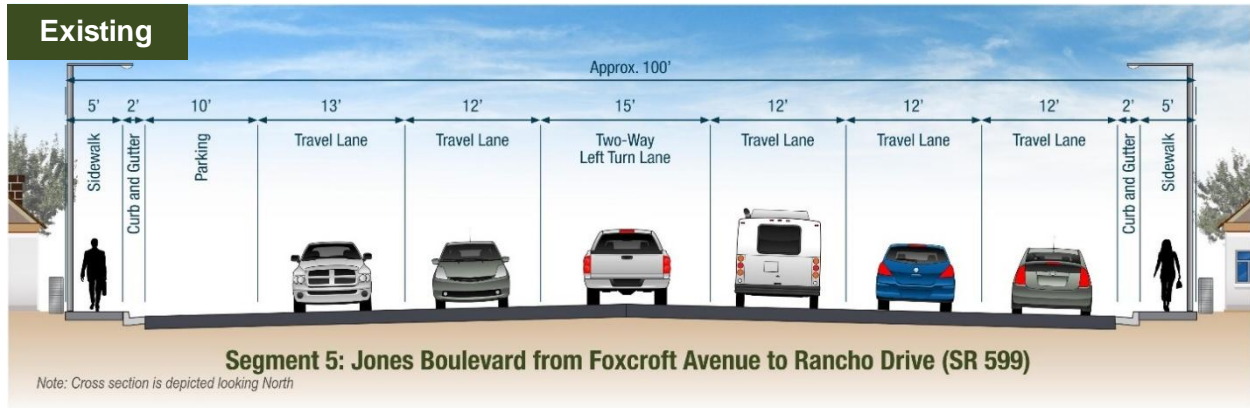 Existing
Approx. 100'
5' 2' 10' 13' 12' 15' 12' 12' 12' 2' 5'
Sidewalk
Curb and Gutter
Parking
Travel Lane
Travel Lane
Two-Way
Left Turn Lane
Travel Lane
Travel Lane
Travel Lane
Curb and Gutter
Sidewalk
Segment 5: Jones Boulevard from Foxcroft Avenue to Rancho Drive (SR 599)
Note: Cross section is depicted looking North